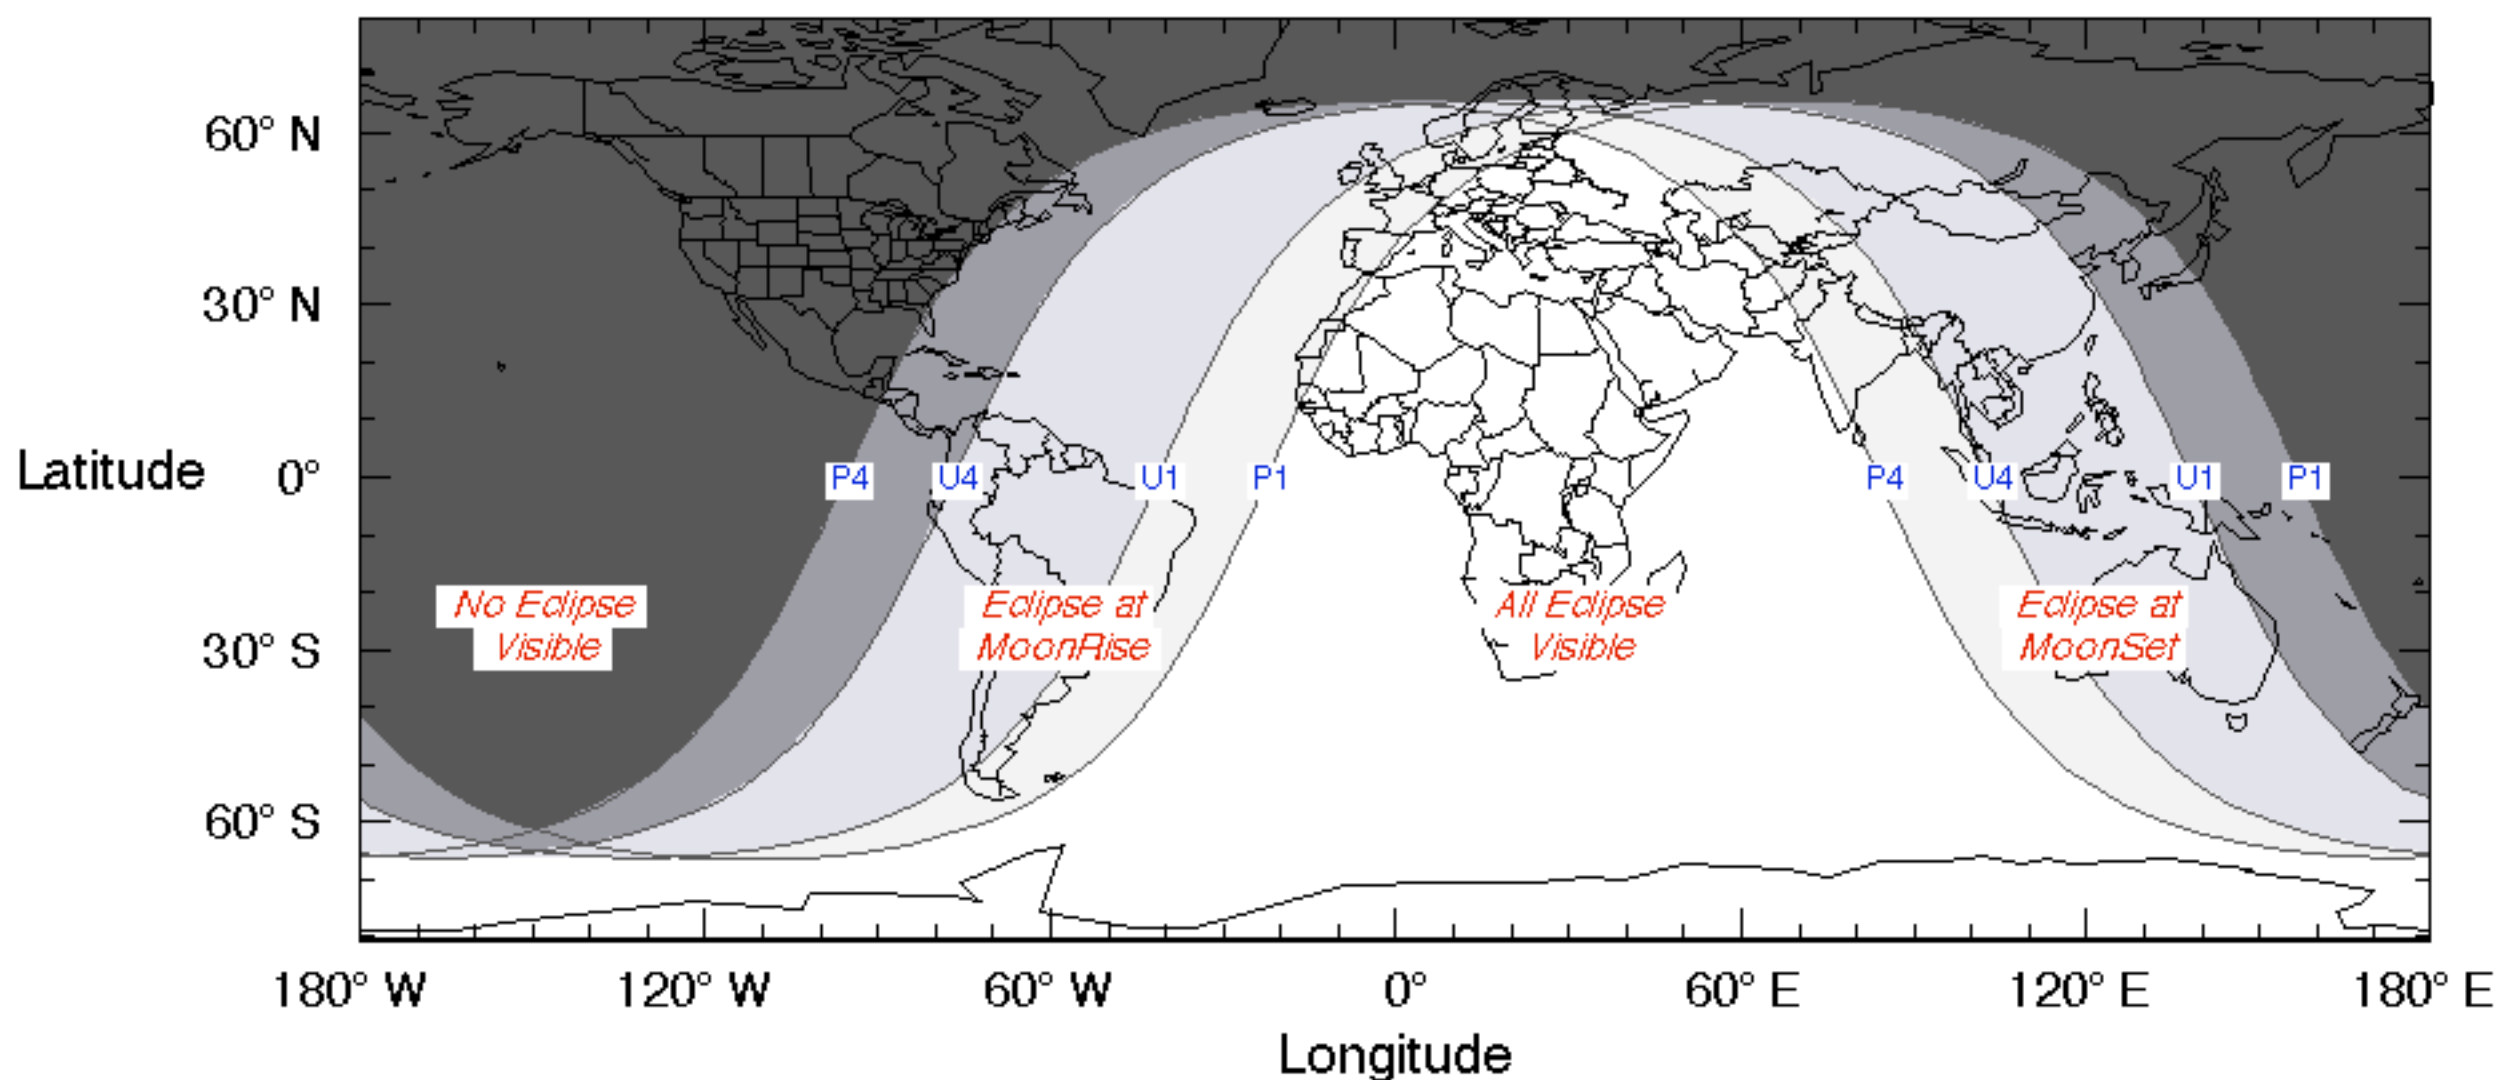 60° N
30° N
Latitude 0°
P4 U4 U1 P1 P4 U4 U1 P1
No Eclipse
Visible
Eclipse at
MoonRise
All Eclipse
Visible
Eclipse at
MoonSet
30° S
60° S
180° W 120° W 60° W 0° 60° E 120° E 180° E
Longitude